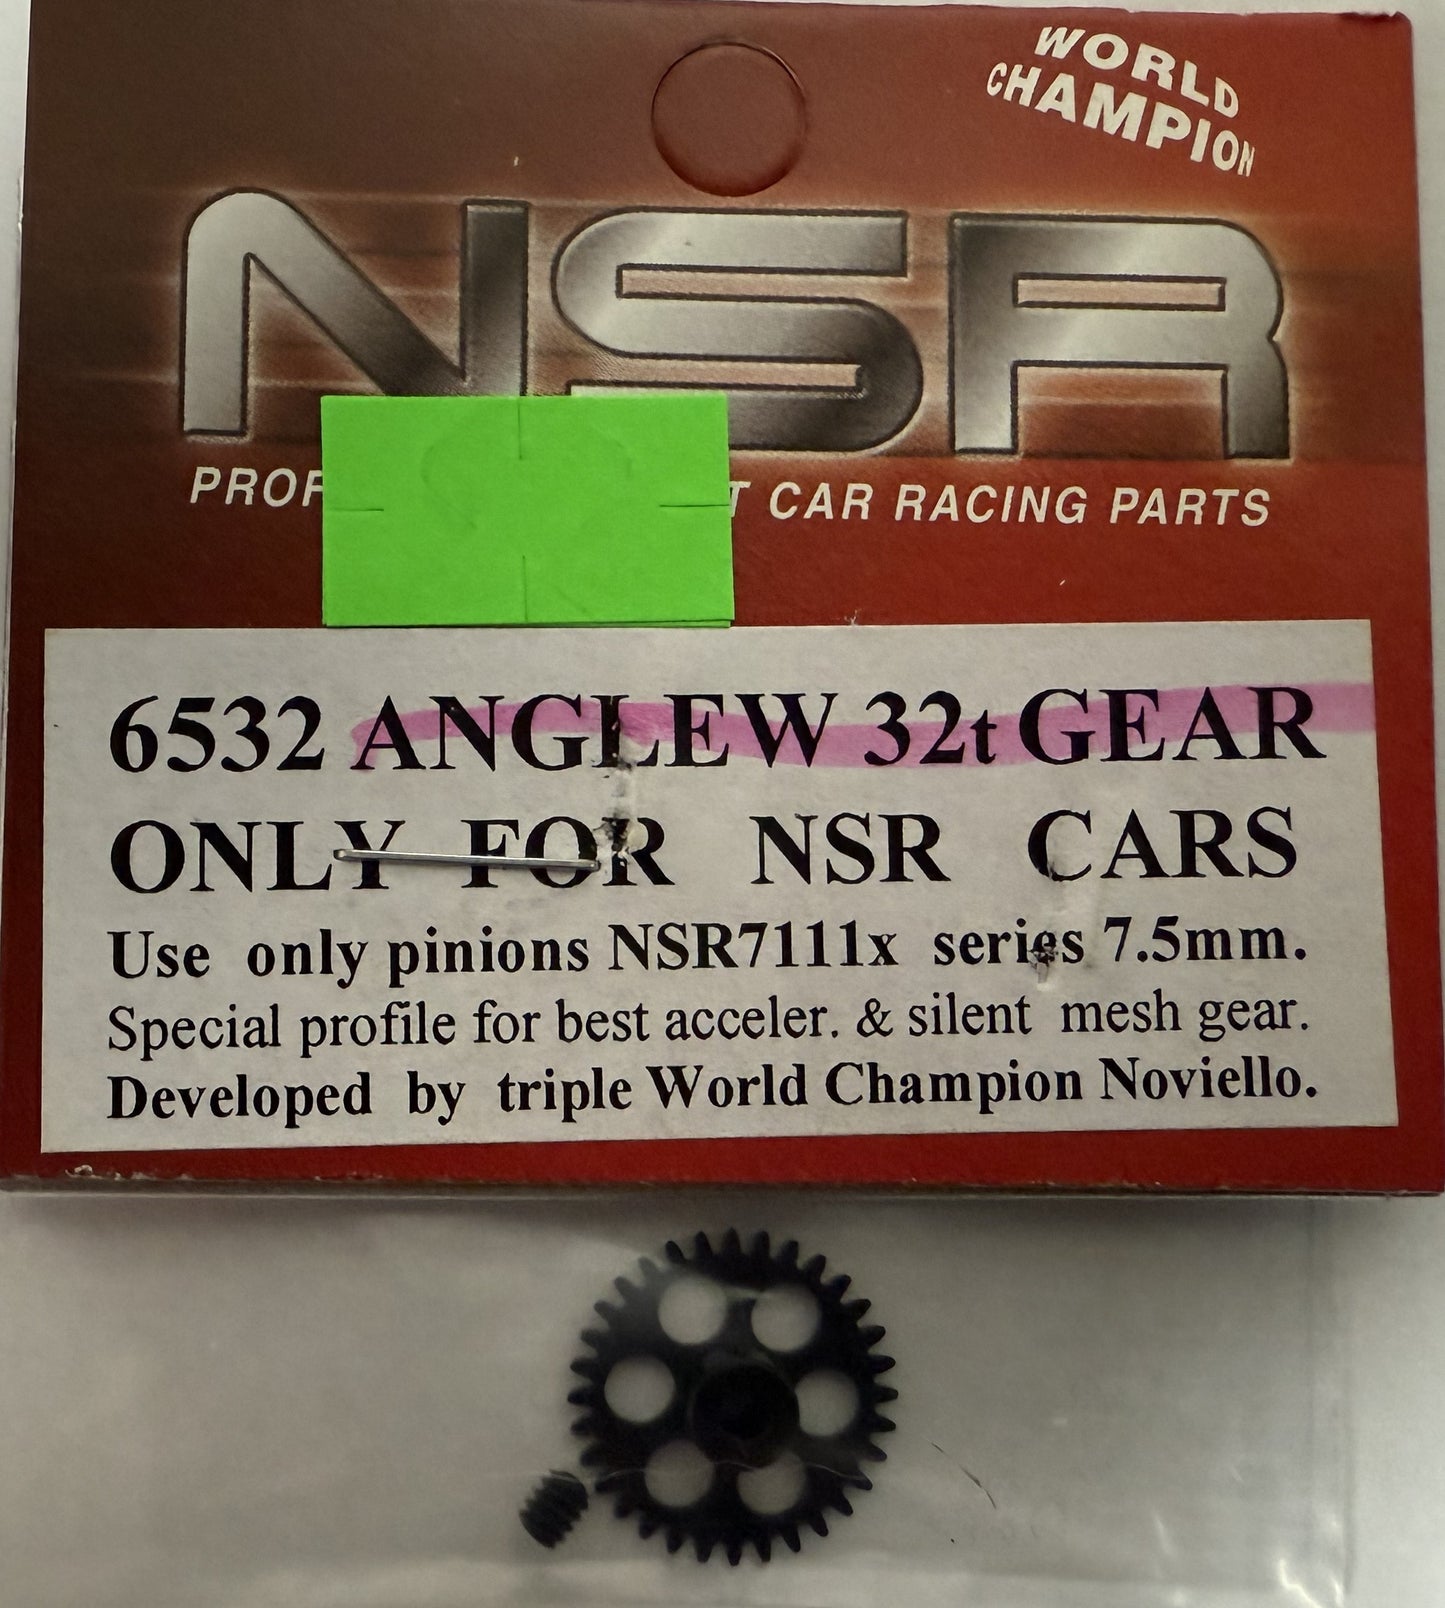 WORLD
CHAMPION
NSR
CAR RACING PARTS
6532 ANGLEW 32t GEAR
ONLY FOR NSR CARS
Use only pinions NSR7111x series 7.5mm.
Special profile for best acceler. & silent mesh gear.
Developed by triple World Champion Noviello.